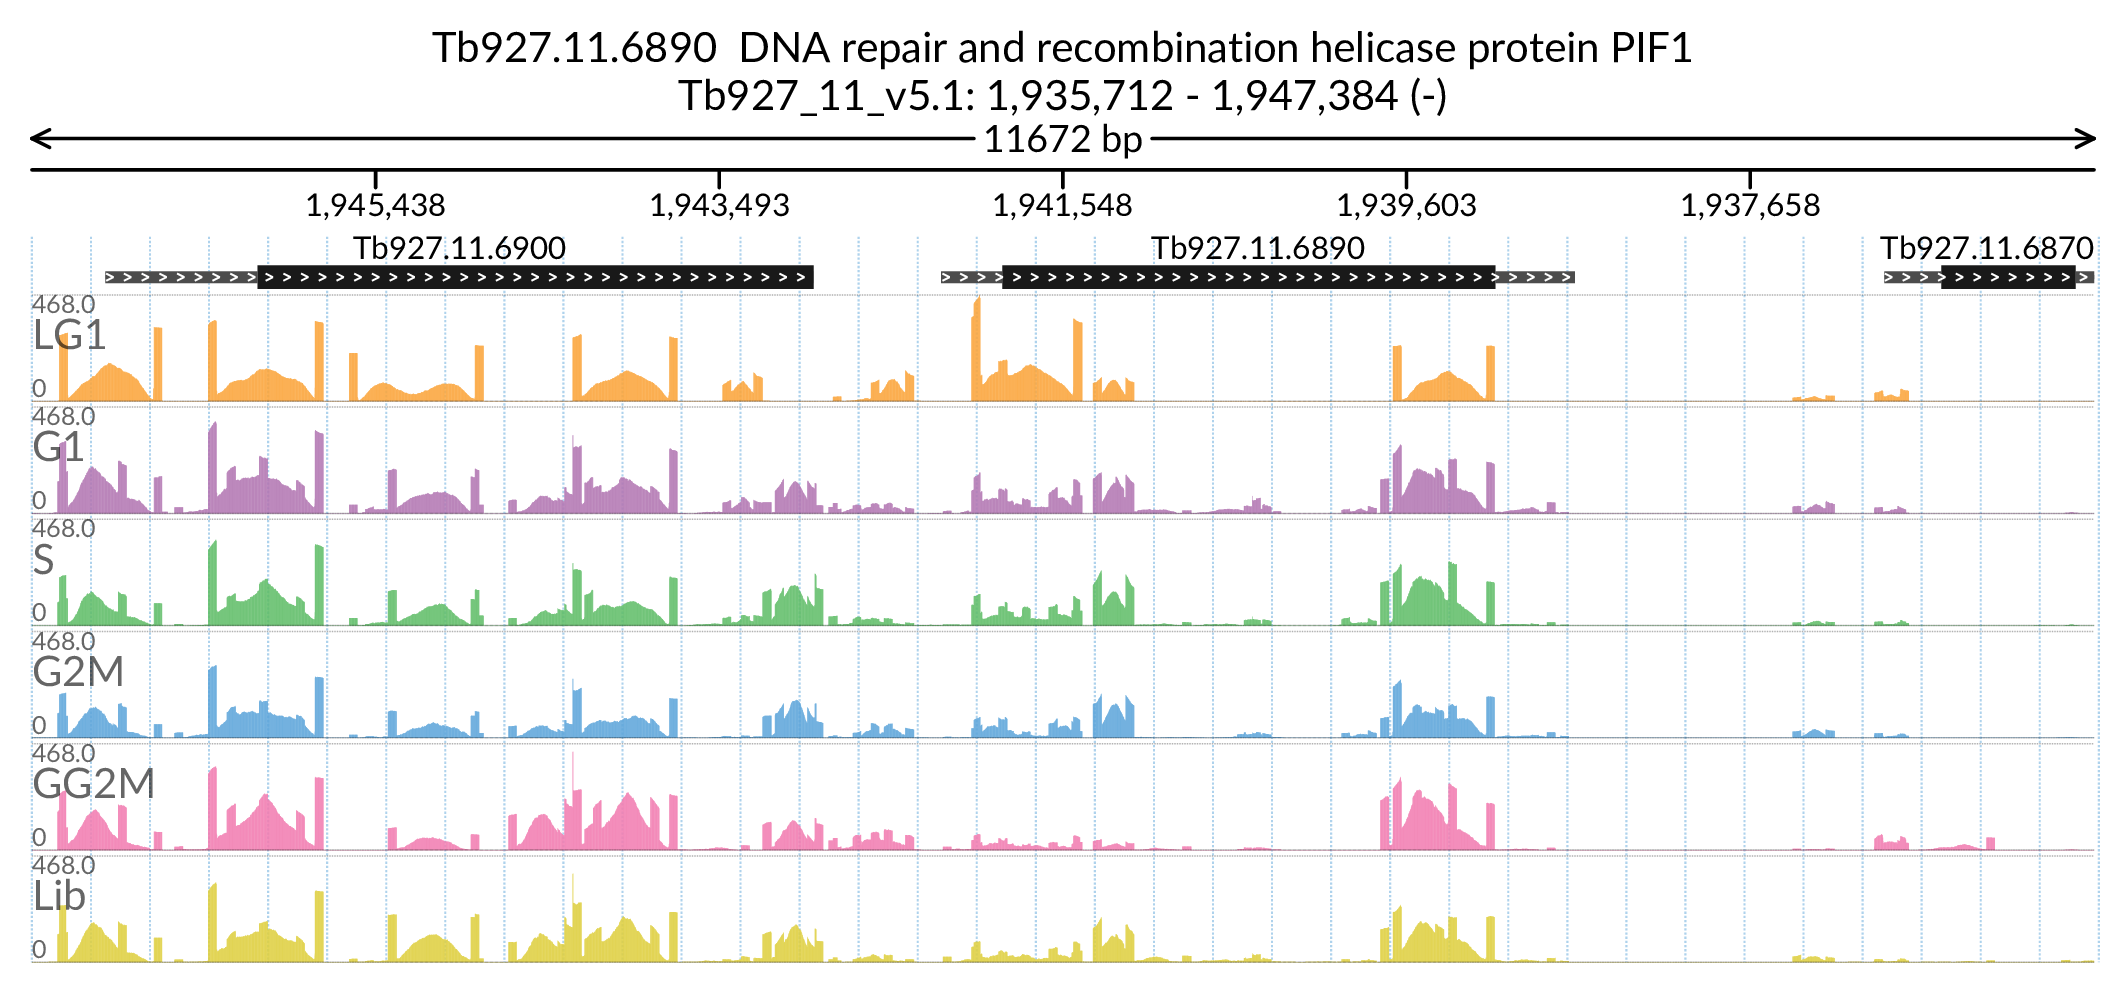 Tb927.11.6890  DNA repair and recombination helicase protein PIF1
Tb927_11_v5.1: 1,935,712 - 1,947,384 (-)
11672 bp
1,945,438 1,943,493 1,941,548 1,939,603 1,937,658
Tb927.11.6900 Tb927.11.6890 Tb927.11.6870
468.0
LG1
0
468.0
G1
0
468.0
S
0
468.0
G2M
0
468.0
GG2M
0
468.0
Lib
0